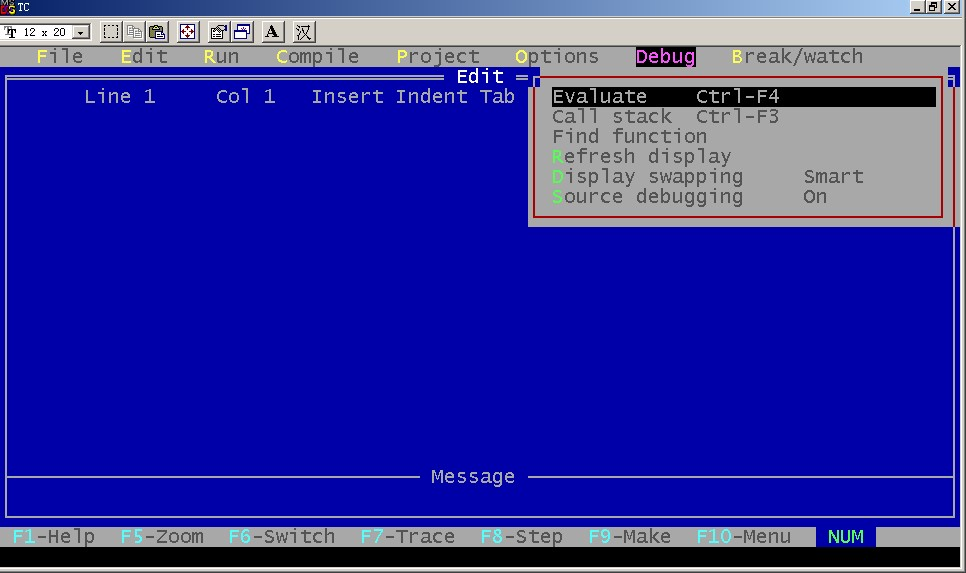 TC
12 x 20 A 汉
File Edit Run Compile Project Options Debug Break/watch
Edit
Line 1 Col 1 Insert Indent Tab
Evaluate Ctrl-F4
Call stack Ctrl-F3
Find function
Refresh display
Display swapping Smart
Source debugging On
Message
F1-Help F5-Zoom F6-Switch F7-Trace F8-Step F9-Make F10-Menu NUM